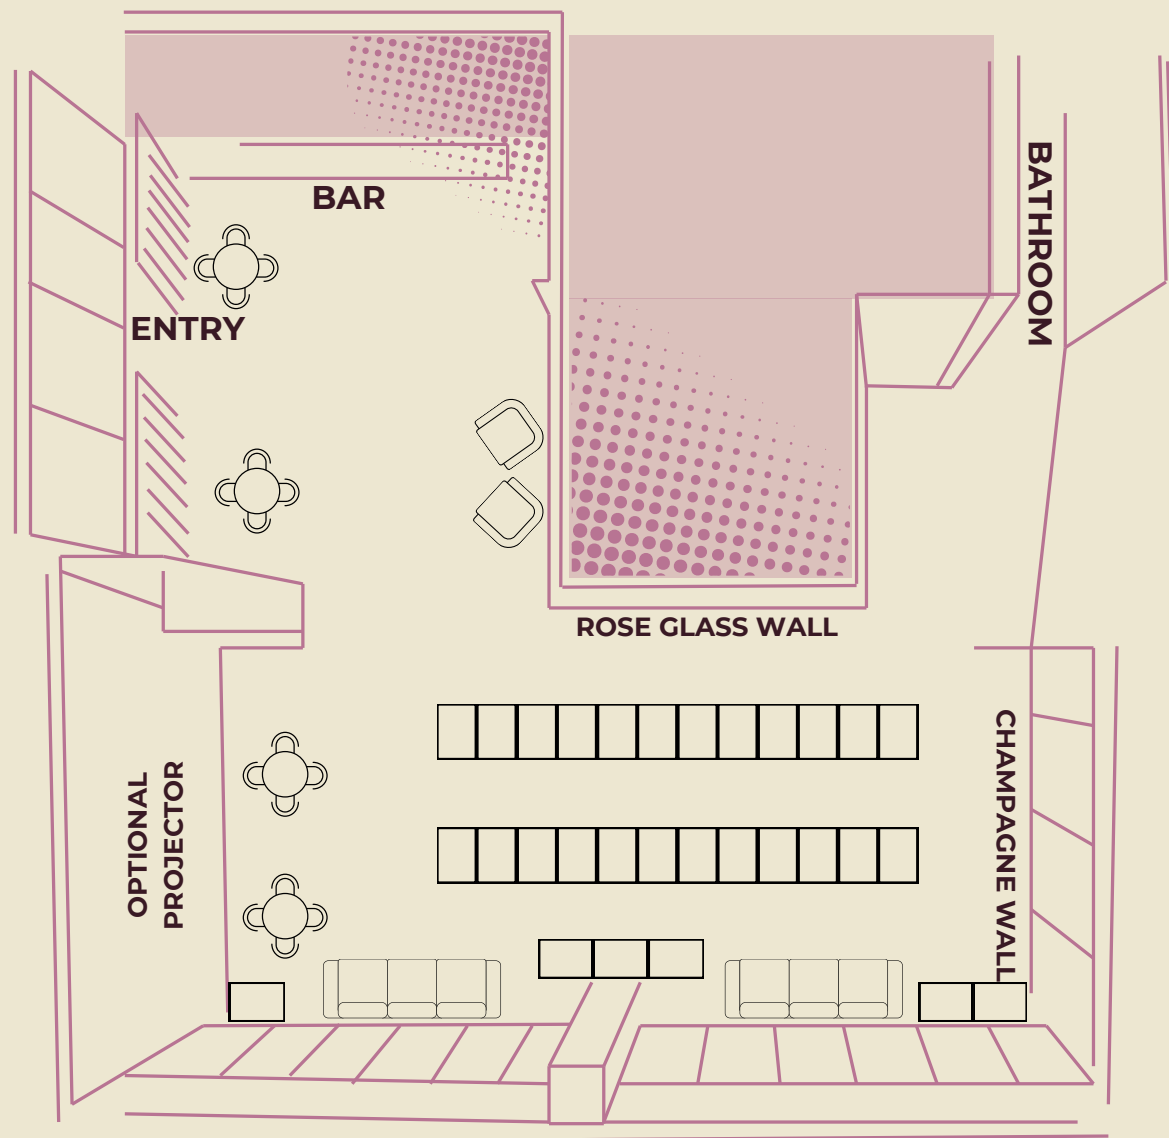 BAR
BATHROOM
ENTRY
ROSE GLASS WALL
OPTIONAL
PROJECTOR
CHAMPAGNE WALL